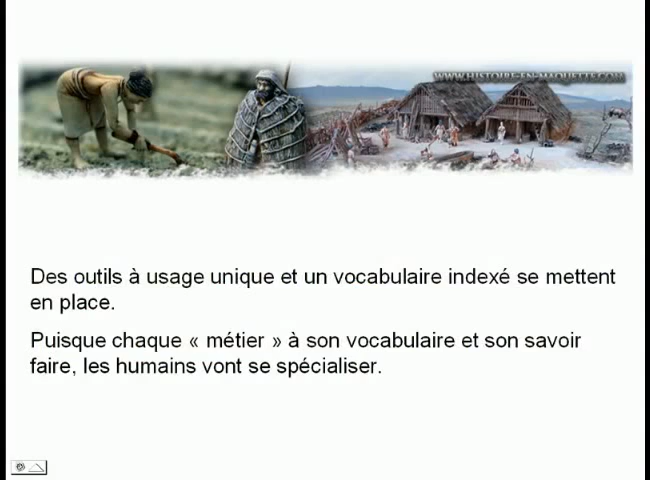 WWW.HISTOIRE-EN-MAQUETTE.COM
Des outils à usage unique et un vocabulaire indexé se mettent
en place.
Puisque chaque « métier » à son vocabulaire et son savoir
faire, les humains vont se spécialiser.